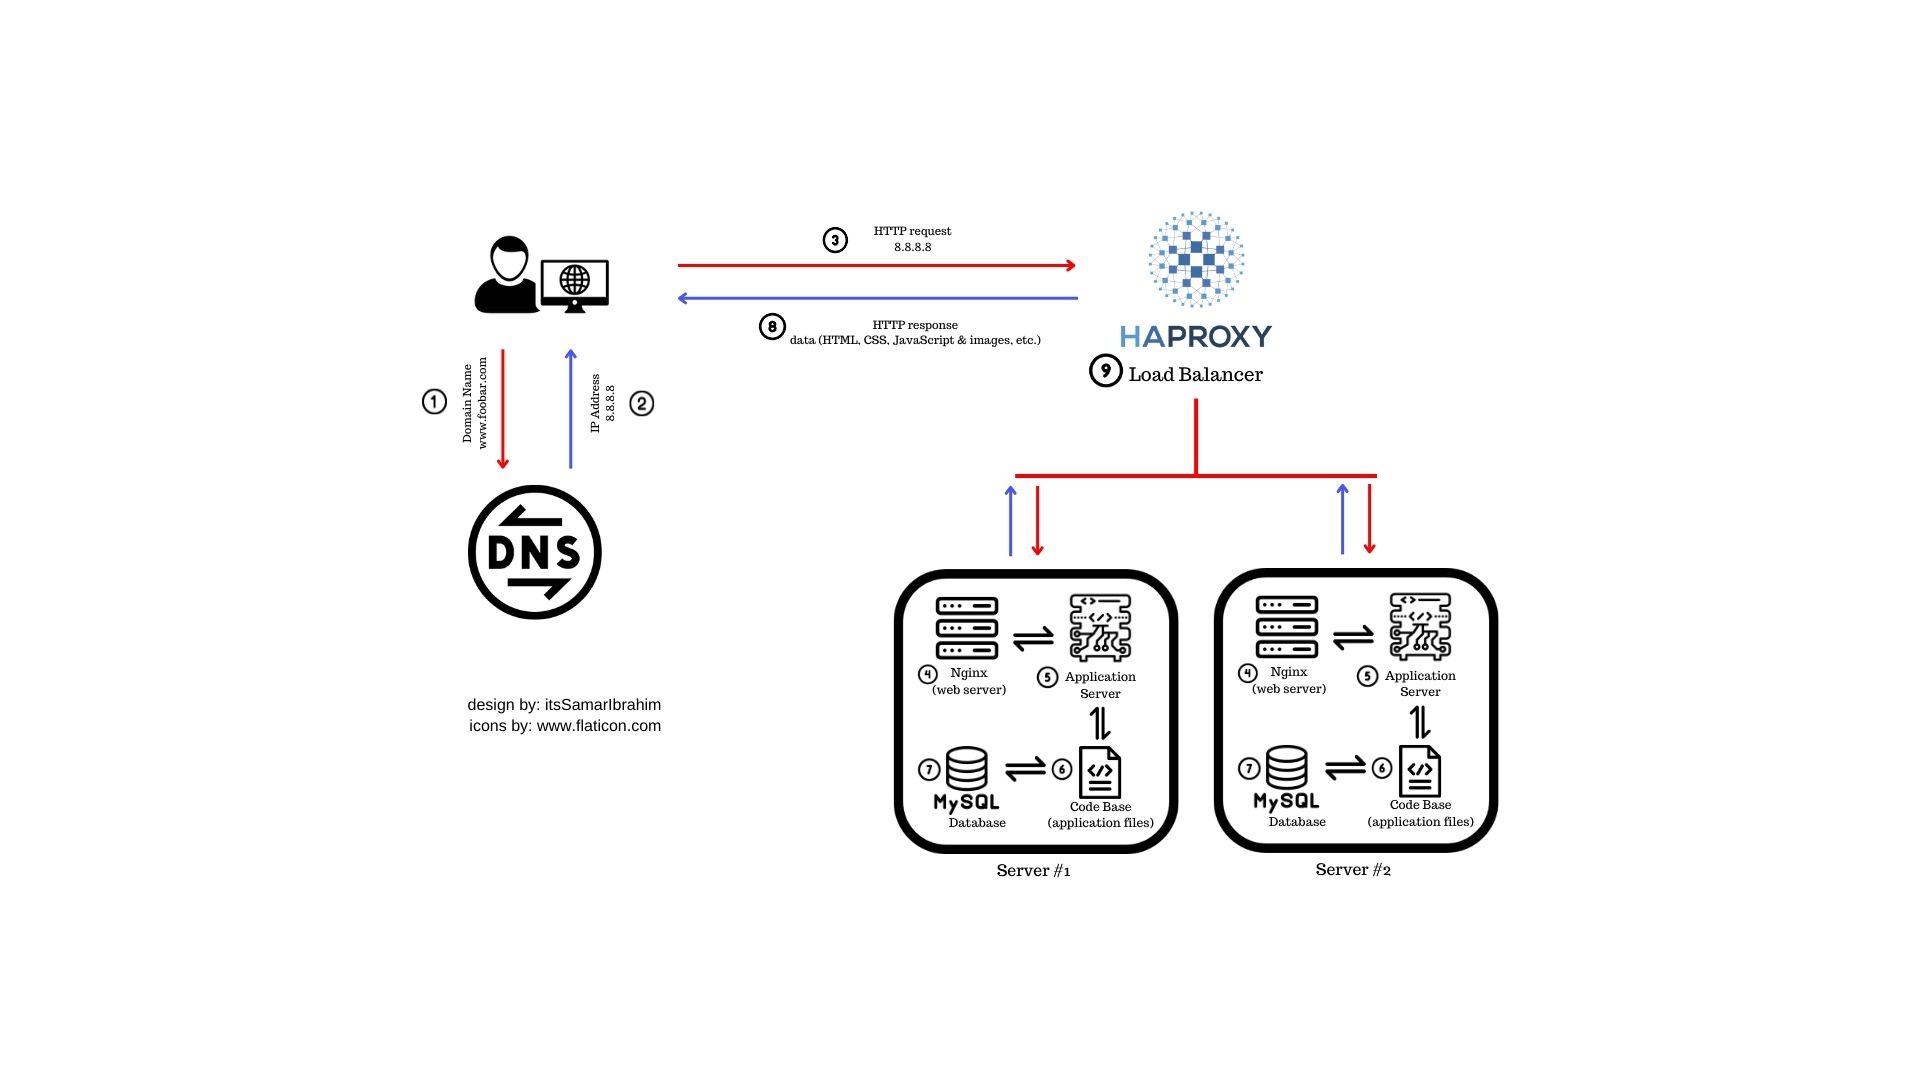 3
HTTP request
8.8.8.8
8
HTTP response
data (HTML, CSS, JavaScript & images, etc.)
HAPROXY
9
Load Balancer
1
Domain Name
www.foobar.com
IP Address
8.8.8.8
2
DNS
design by: itsSamarIbrahim
icons by: www.flaticon.com
4
Nginx
(web server)
5
Application
Server
7
MySQL
Database
6
Code Base
(application files)
Server #1
4
Nginx
(web server)
5
Application
Server
7
MySQL
Database
6
Code Base
(application files)
Server #2